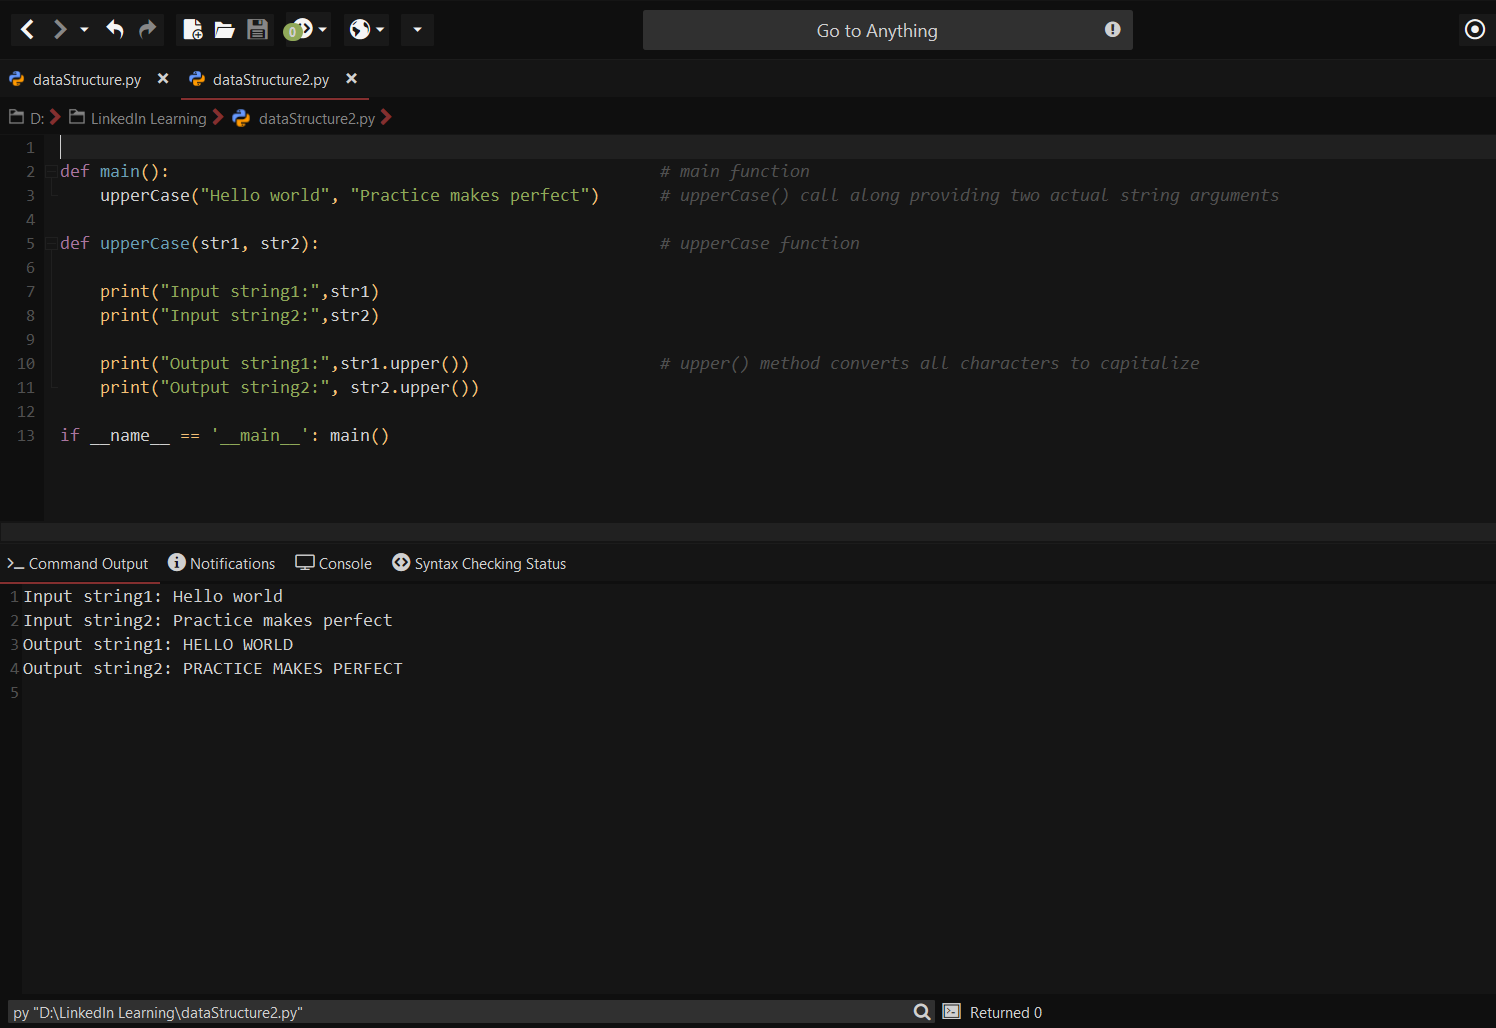 0
Go to Anything
dataStructure.py
dataStructure2.py
D: LinkedIn Learning dataStructure2.py
1
2 def main(): # main function
3 upperCase("Hello world", "Practice makes perfect") # upperCase() call along providing two actual string arguments
4
5 def upperCase(str1, str2): # upperCase function
6
7 print("Input string1:",str1)
8 print("Input string2:",str2)
9
10 print("Output string1:",str1.upper()) # upper() method converts all characters to capitalize
11 print("Output string2:", str2.upper())
12
13 if __name__ == '__main__': main()
Command Output Notifications Console Syntax Checking Status
1 Input string1: Hello world
2 Input string2: Practice makes perfect
3 Output string1: HELLO WORLD
4 Output string2: PRACTICE MAKES PERFECT
5
py "D:\LinkedIn Learning\dataStructure2.py" Returned 0